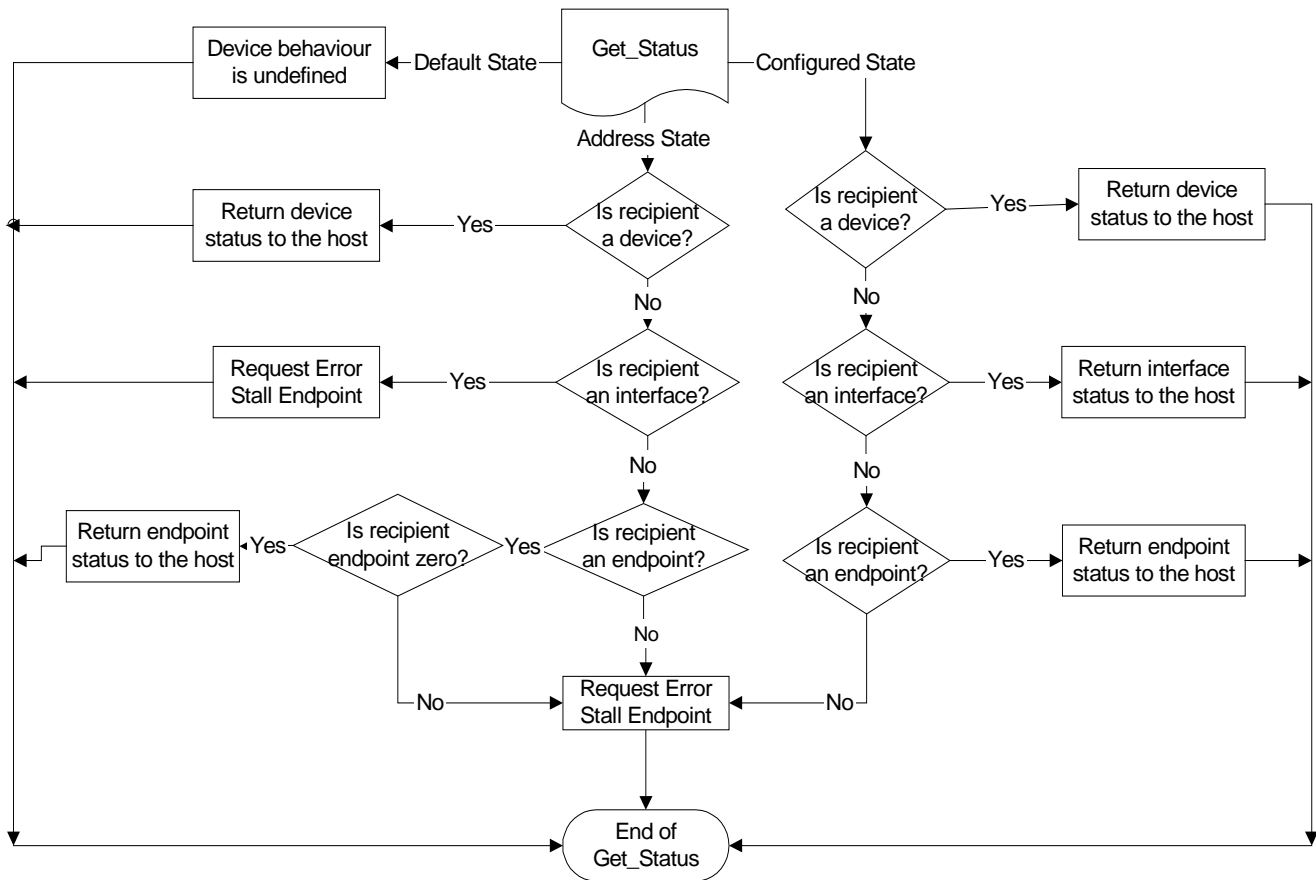 Device behaviour
is undefined
Default State
Get_Status
Configured State
Address State
Return device
status to the host
Yes
Is recipient
a device?
Is recipient
a device?
Yes
Return device
status to the host
No
No
Request Error
Stall Endpoint
Yes
Is recipient
an interface?
Is recipient
an interface?
Yes
Return interface
status to the host
No
No
Return endpoint
status to the host
Yes
Is recipient
endpoint zero?
Yes
Is recipient
an endpoint?
Is recipient
an endpoint?
Yes
Return endpoint
status to the host
No
No
Request Error
Stall Endpoint
No
End of
Get_Status